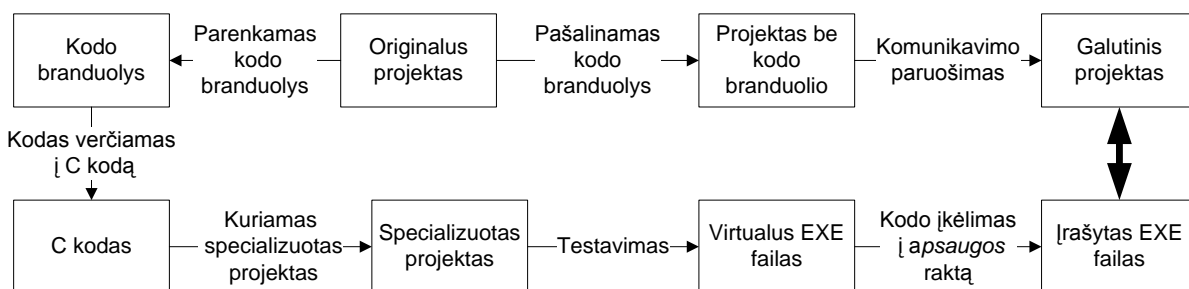 Kodo
branduolys
Parenkamas
kodo
branduolys
Originalus
projektas
Pašalinamas
kodo
branduolys
Projektas be
kodo
branduolio
Komunikavimo
paruošimas
Galutinis
projektas
Kodas verčiamas
į C kodą
C kodas
Kuriamas
specializuotas
projektas
Specializuotas
projektas
Testavimas
Virtualus EXE
failas
Kodo įkėlimas
į apsaugos
raktą
Įrašytas EXE
failas